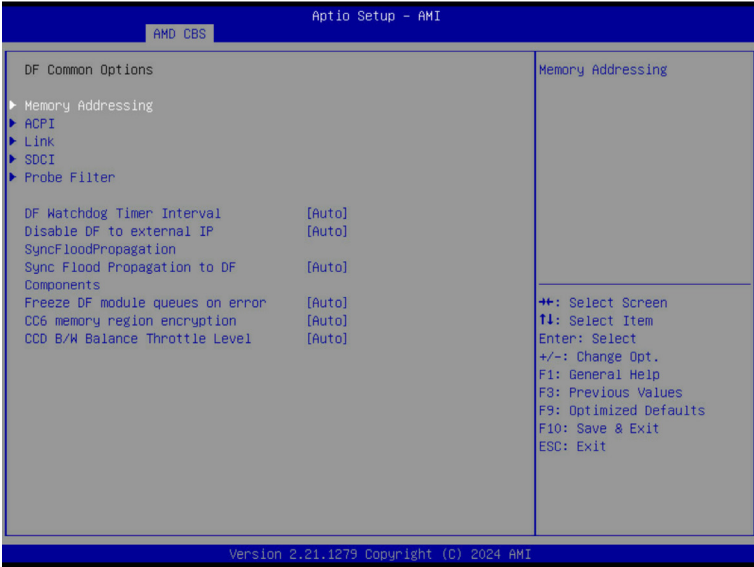 Aptio Setup – AMI
AMD CBS
DF Common Options
Memory Addressing
ACPI
Link
SDCI
Probe Filter
DF Watchdog Timer Interval [Auto]
Disable DF to external IP [Auto]
SyncFloodPropagation
Sync Flood Propagation to DF [Auto]
Components
Freeze DF module queues on error [Auto]
CC6 memory region encryption [Auto]
CCD B/W Balance Throttle Level [Auto]
Memory Addressing
→←: Select Screen
↑↓: Select Item
Enter: Select
+/-: Change Opt.
F1: General Help
F3: Previous Values
F9: Optimized Defaults
F10: Save & Exit
ESC: Exit
Version 2.21.1279 Copyright (C) 2024 AMI